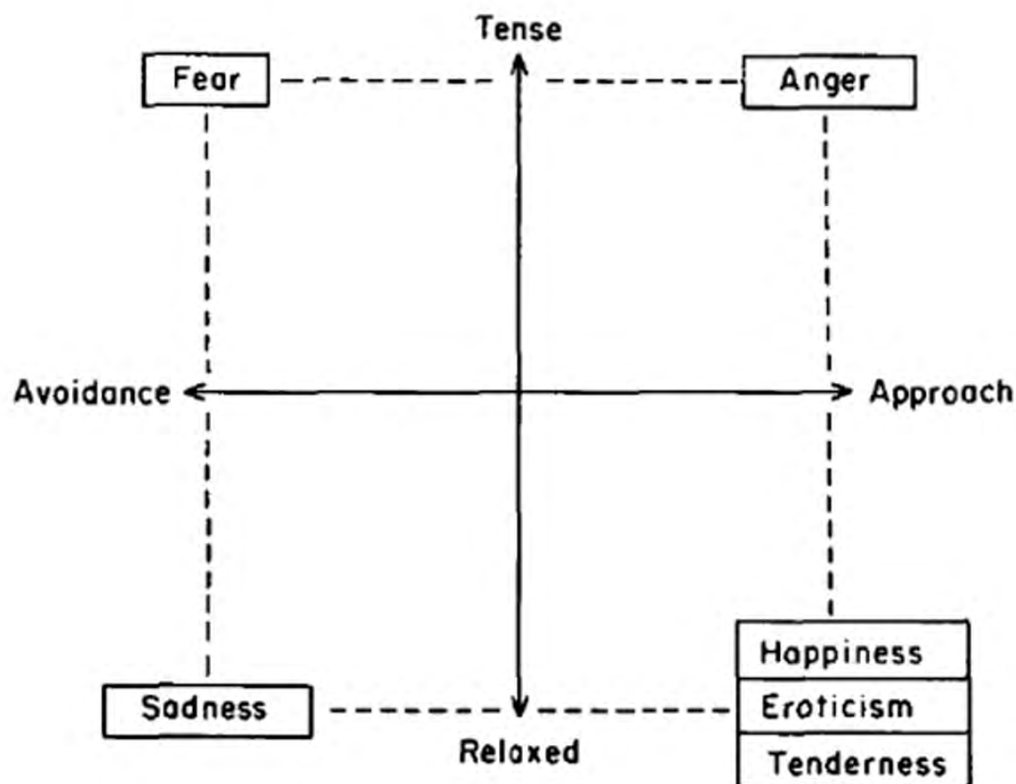 Tense
Fear
Anger
Avoidance
Approach
Happiness
Sadness
Eroticism
Relaxed
Tenderness